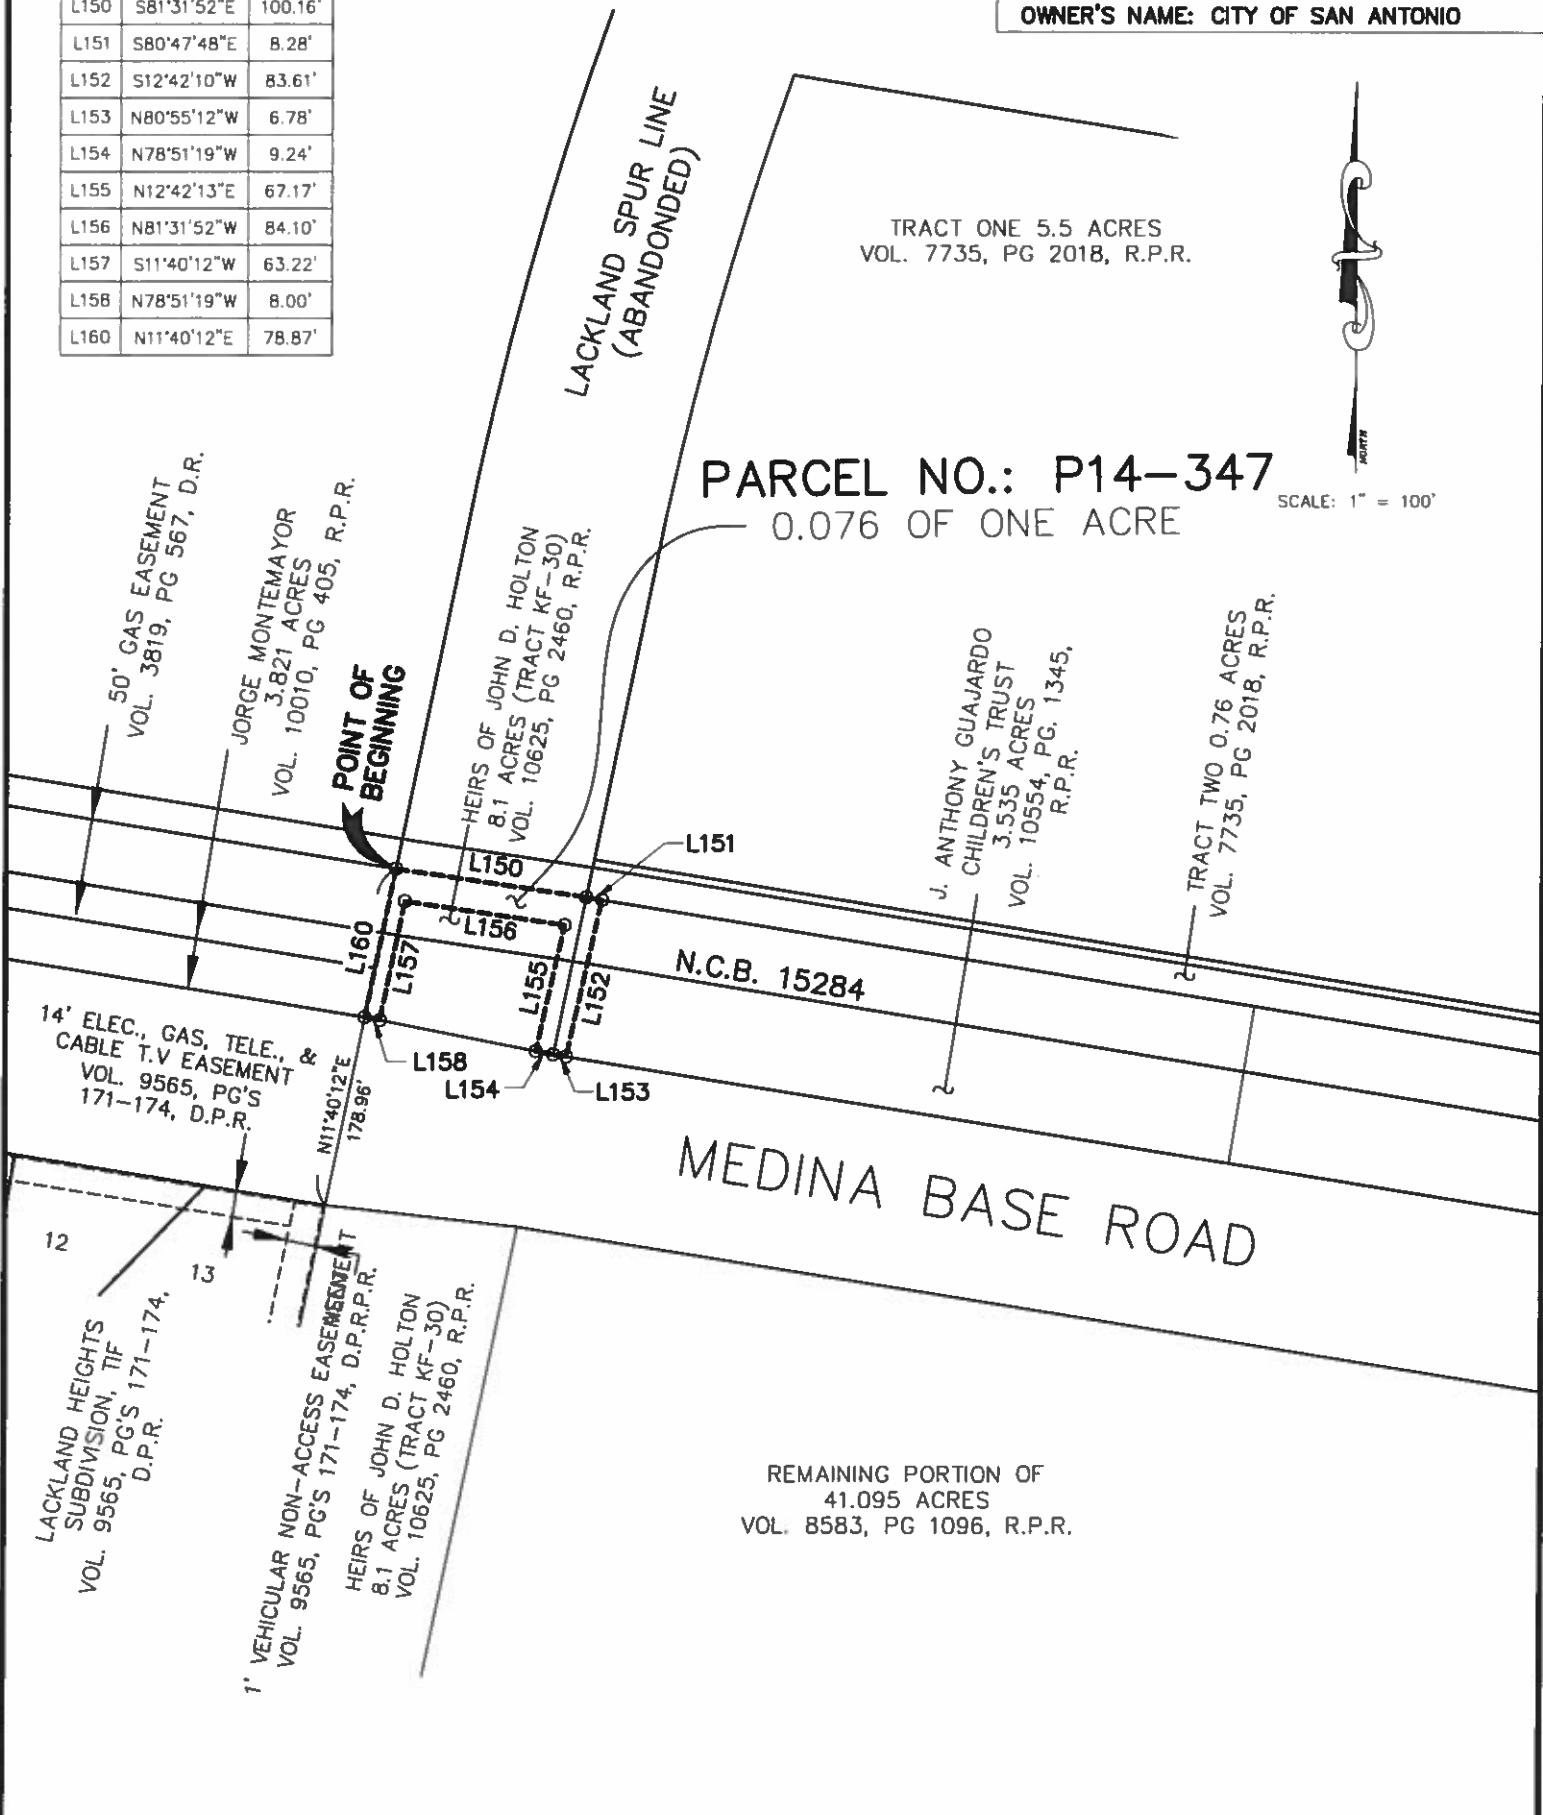 L150 S81°31'52"E 100.16'
L151 S80°47'48"E 8.28'
L152 S12°42'10"W 83.61'
L153 N80°55'12"W 6.78'
L154 N78°51'19"W 9.24'
L155 N12°42'13"E 67.17'
L156 N81°31'52"W 84.10'
L157 S11°40'12"W 63.22'
L158 N78°51'19"W 8.00'
L160 N11°40'12"E 78.87'
OWNER'S NAME: CITY OF SAN ANTONIO
LACKLAND SPUR LINE
(ABANDONDED)
TRACT ONE 5.5 ACRES
VOL. 7735, PG 2018, R.P.R.
NORTH
SCALE: 1" = 100'
PARCEL NO.: P14-347
0.076 OF ONE ACRE
50' GAS EASEMENT
VOL. 3819, PG 567, D.R.
JORGE MONTEMAYOR
3.821 ACRES
VOL. 10010, PG 405, R.P.R.
POINT OF
BEGINNING
HEIRS OF JOHN D. HOLTON
8.1 ACRES (TRACT KF-30)
VOL. 10625, PG 2460, R.P.R.
J. ANTHONY GUAJARDO
CHILDREN'S TRUST
3.535 ACRES
VOL. 10554, PG. 1345,
R.P.R.
TRACT TWO 0.76 ACRES
VOL. 7735, PG 2018, R.P.R.
L150
L151
L156
L160
L157
L155
L152
N.C.B. 15284
L158
L154
L153
14' ELEC., GAS, TELE., &
CABLE T.V EASEMENT
VOL. 9565, PG'S
171-174, D.P.R.
N11°40'12"E
178.96'
MEDINA BASE ROAD
12
13
LACKLAND HEIGHTS
SUBDIVISION, TIF
VOL. 9565, PG'S 171-174,
D.P.R.
1' VEHICULAR NON-ACCESS EASEMENT
VOL. 9565, PG'S 171-174, D.P.R.P.R.
HEIRS OF JOHN D. HOLTON
8.1 ACRES (TRACT KF-30)
VOL. 10625, PG 2460, R.P.R.
REMAINING PORTION OF
41.095 ACRES
VOL. 8583, PG 1096, R.P.R.